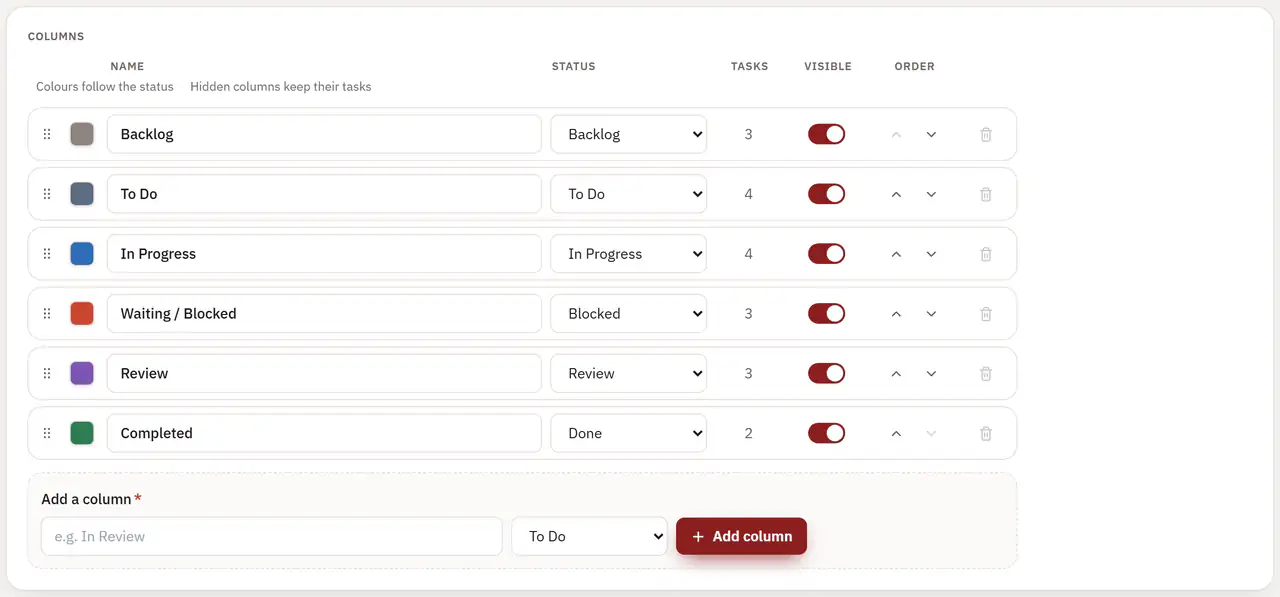 COLUMNS
NAME STATUS TASKS VISIBLE ORDER
Colours follow the status Hidden columns keep their tasks
Backlog Backlog 3
To Do To Do 4
In Progress In Progress 4
Waiting / Blocked Blocked 3
Review Review 3
Completed Done 2
Add a column *
e.g. In Review To Do + Add column